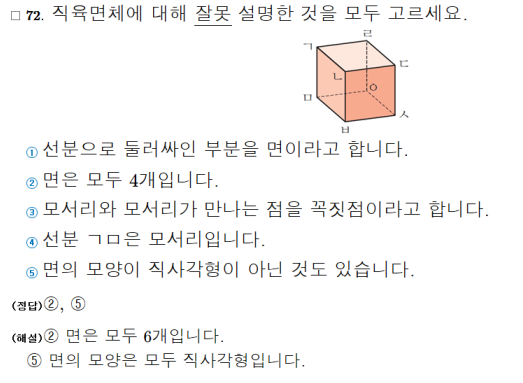 □ 72. 직육면체에 대해 잘못 설명한 것을 모두 고르세요.
ㄹ
ㄱ
ㄷ
ㄴ
ㅇ
ㅁ
ㅅ
ㅂ
① 선분으로 둘러싸인 부분을 면이라고 합니다.
② 면은 모두 4개입니다.
③ 모서리와 모서리가 만나는 점을 꼭짓점이라고 합니다.
④ 선분 ㄱㅁ은 모서리입니다.
⑤ 면의 모양이 직사각형이 아닌 것도 있습니다.
(정답)②, ⑤
(해설)② 면은 모두 6개입니다.
⑤ 면의 모양은 모두 직사각형입니다.